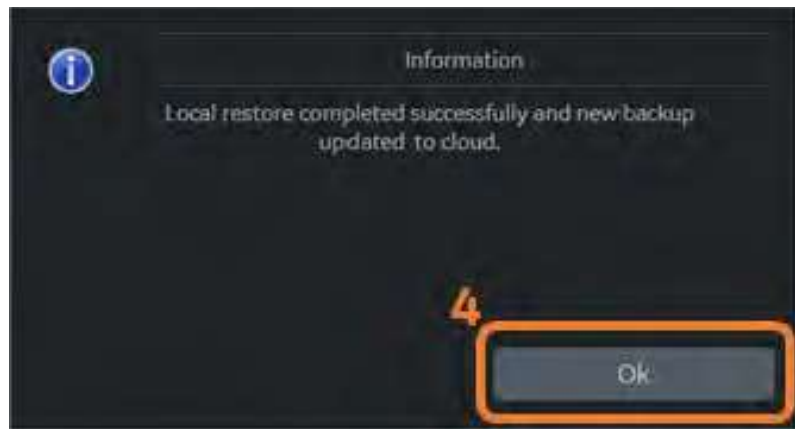 Information
Local restore completed successfully and new backup
updated to cloud.
4
Ok